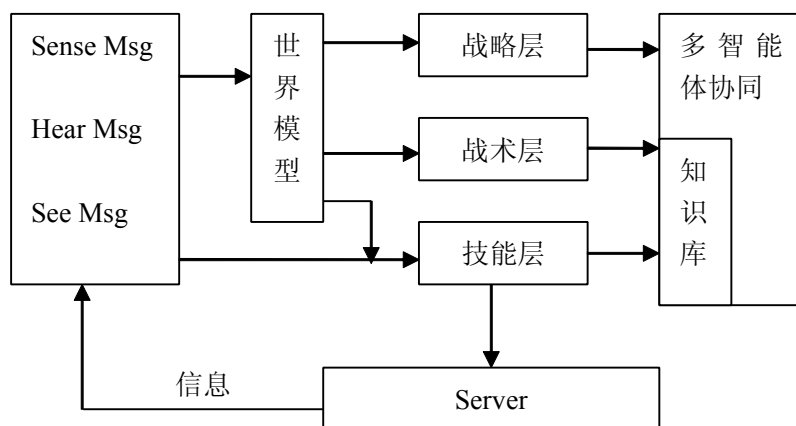 Sense Msg
Hear Msg
See Msg
世
界
模
型
战略层
战术层
技能层
多智能
体协同
知
识
库
信息
Server